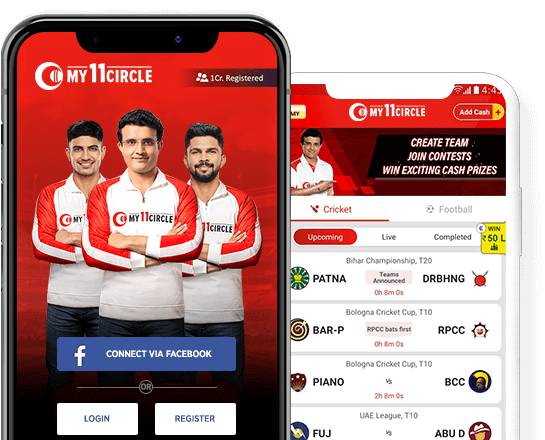 MY11CIRCLE
1Cr. Registered
MY11CIRCLE
CONNECT VIA FACEBOOK
OR
LOGIN
REGISTER
4:45
MY
MY11CIRCLE
Add Cash +
CREATE TEAM
JOIN CONTESTS
WIN EXCITING CASH PRIZES
Cricket
Football
Upcoming
Live
Completed
WIN
₹50 L
Bihar Championship, T20
PATNA
Teams
Announced
DRBHNG
0h 8m 0s
Bologna Cricket Cup, T10
BAR-P
RPCC bats first
RPCC
0h 8m 0s
Bologna Cricket Cup, T10
PIANO
Vs
BCC
2h 8m 0s
UAE League, T10
FUJ
Vs
ABU D